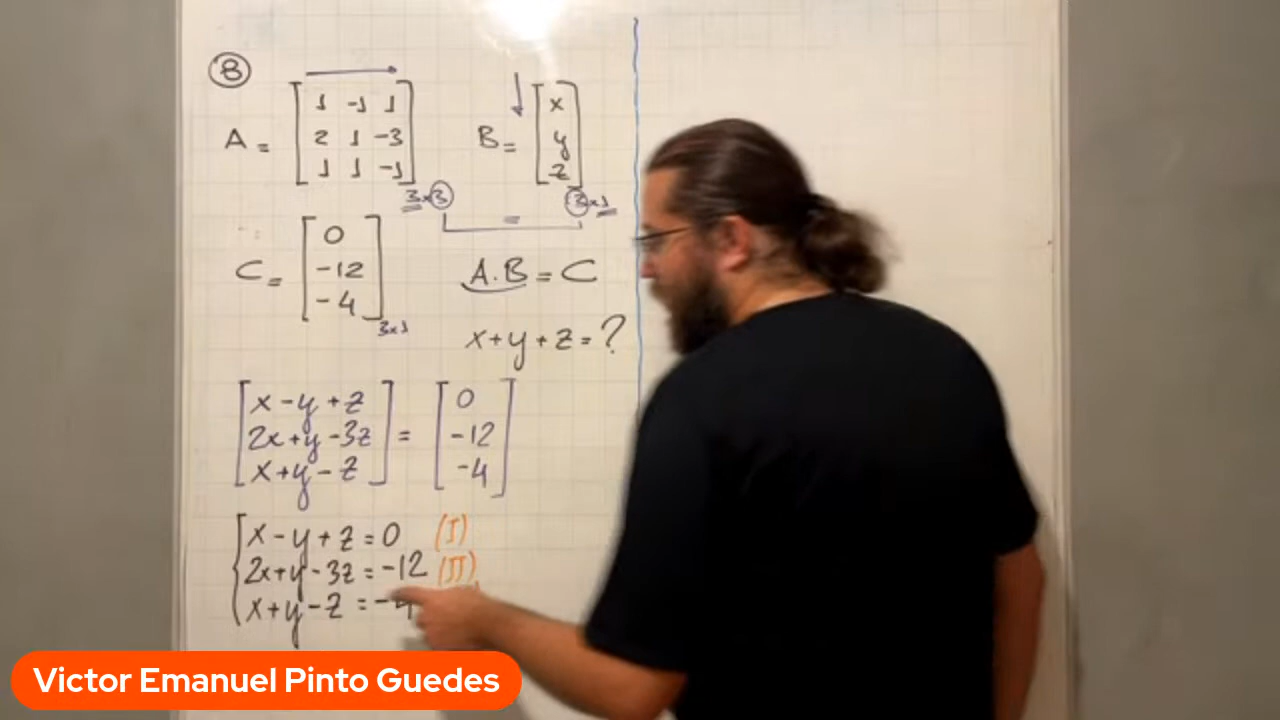 8
A = [ 1 -1 1
2 1 -3
1 1 -1 ] 3x3
B = [ x
y
z ] 3x1
=
C = [ 0
-12
-4 ] 3x1
A.B = C
x+y+z=?
[ x-y+z
2x+y-3z
x+y-z ] = [ 0
-12
-4 ]
{ x-y+z=0 (I)
2x+y-3z=-12 (II)
x+y-z=-4
Victor Emanuel Pinto Guedes